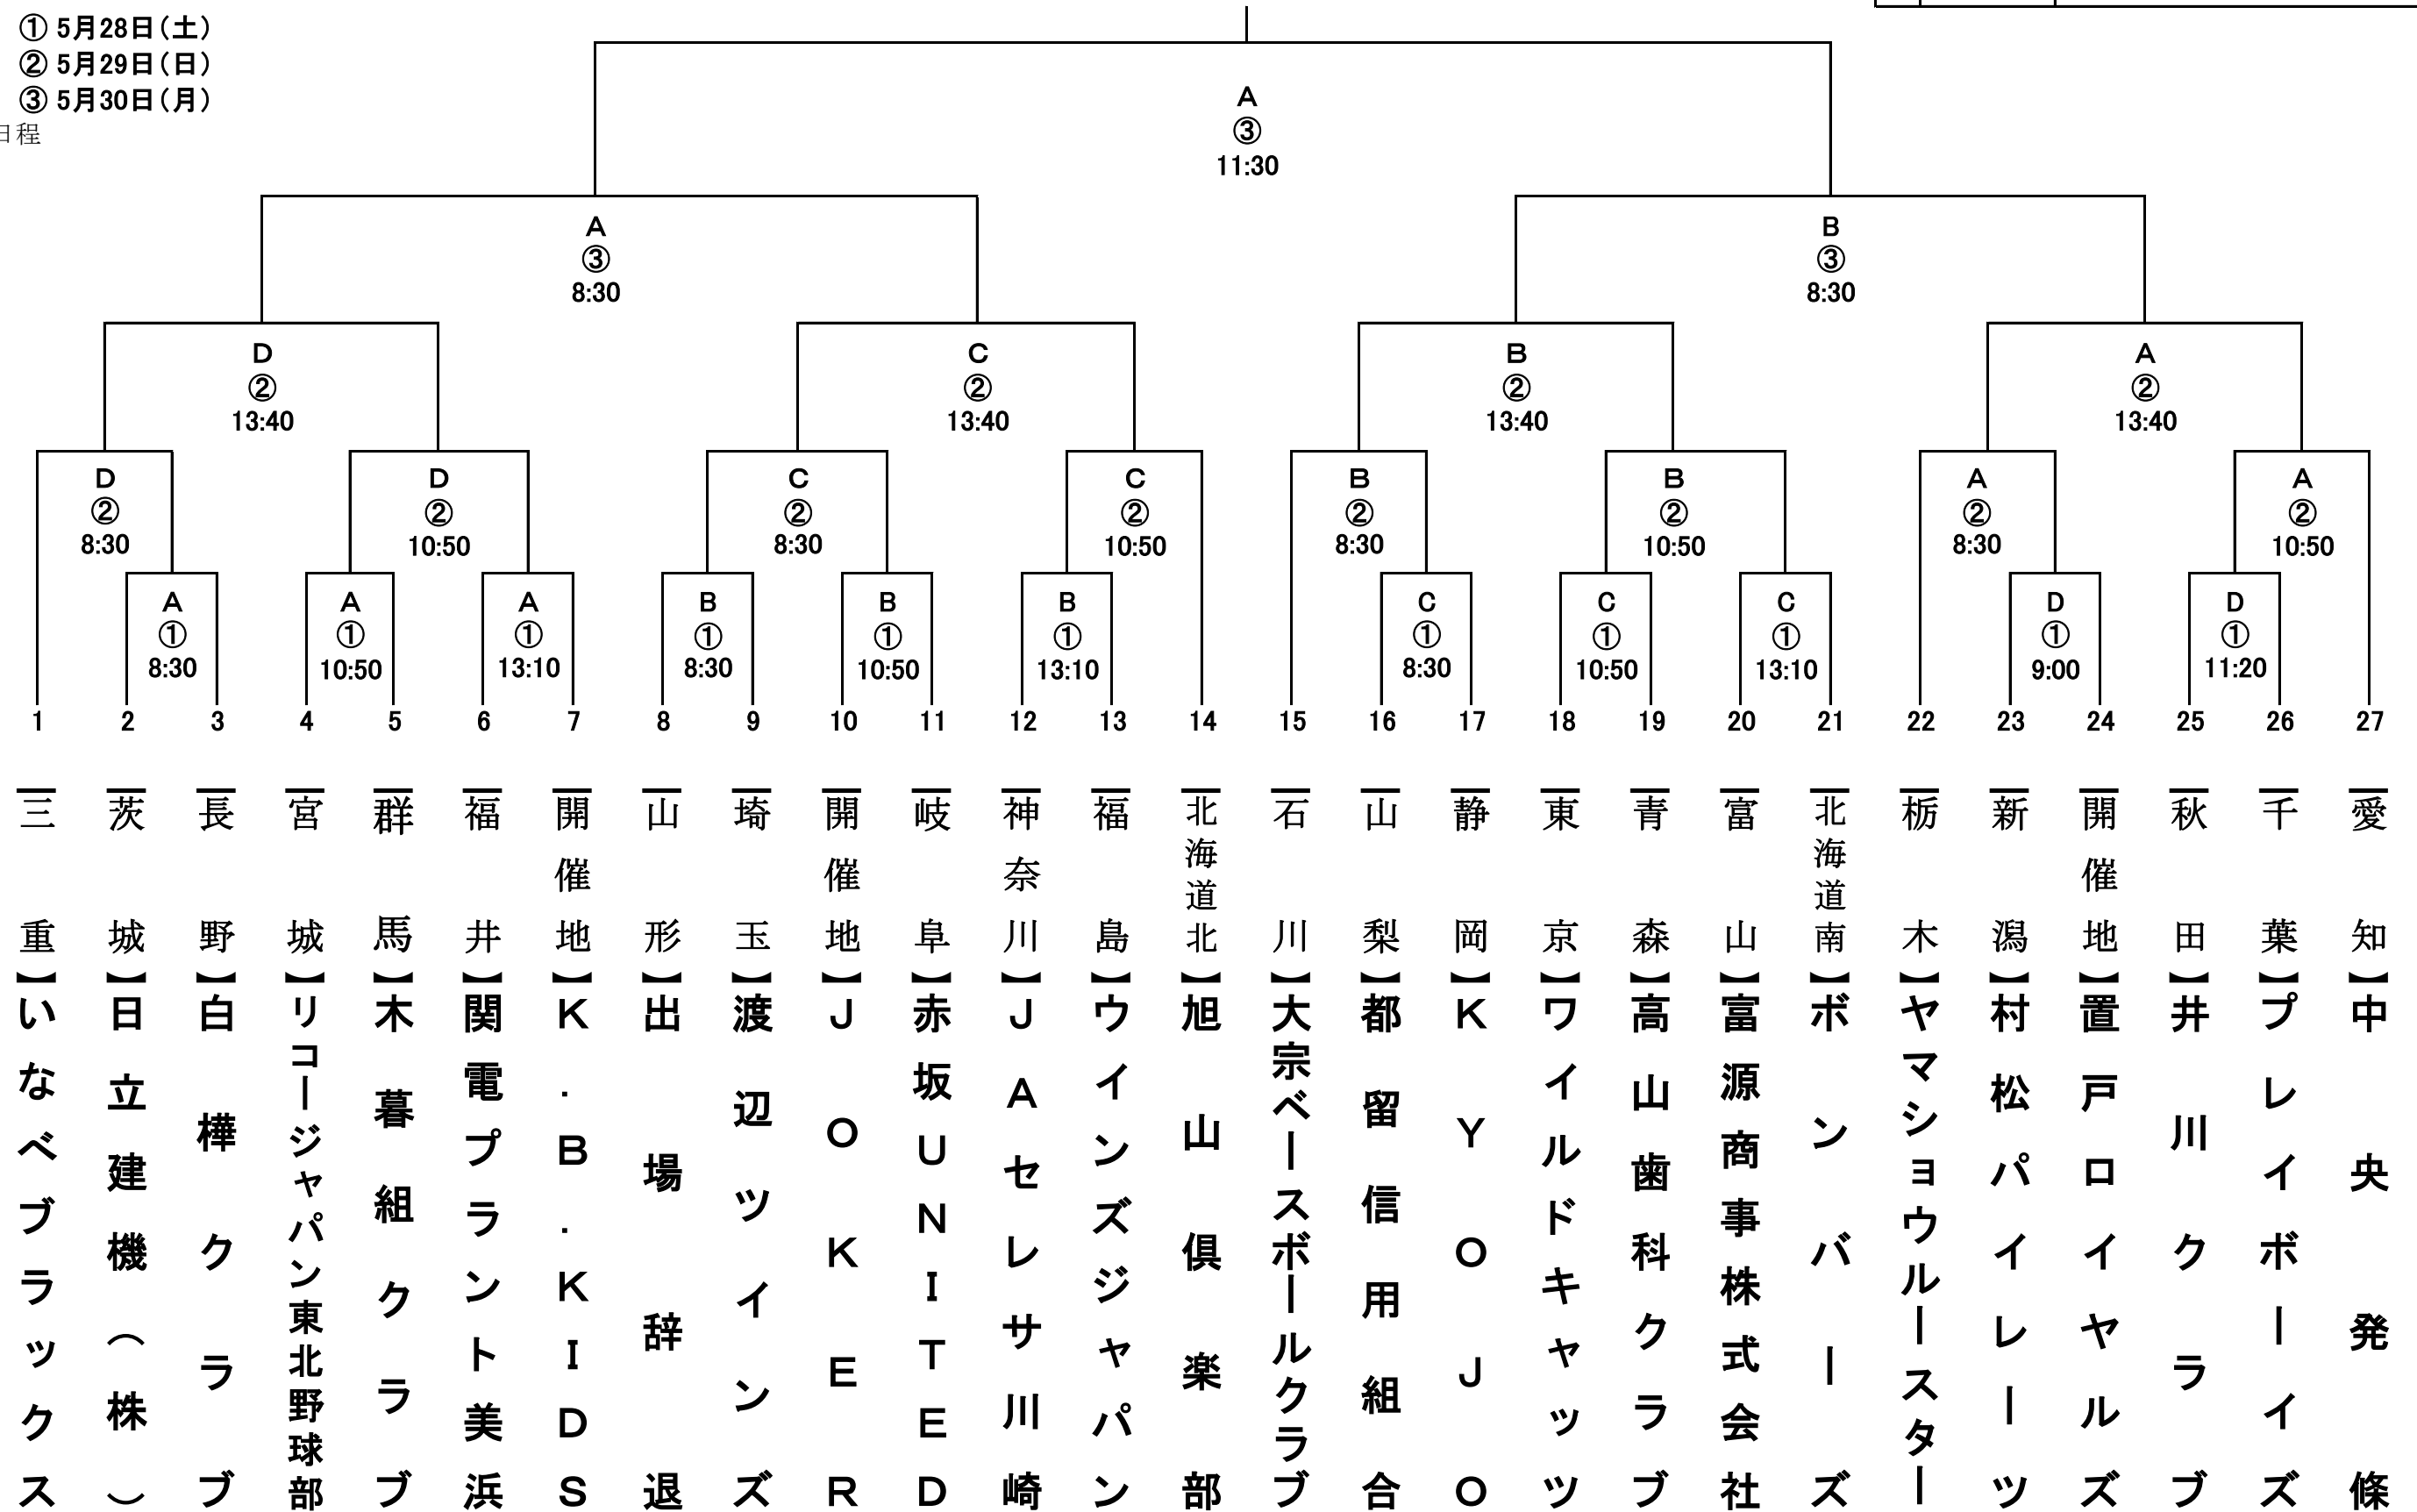 ① 5月28日(土)
② 5月29日(日)
③ 5月30日(月)
日程
A
③
11:30
A
③
8:30
B
③
8:30
D
②
13:40
C
②
13:40
B
②
13:40
A
②
13:40
D
②
8:30
D
②
10:50
C
②
8:30
C
②
10:50
B
②
8:30
B
②
10:50
A
②
8:30
A
②
10:50
A
①
8:30
A
①
10:50
A
①
13:10
B
①
8:30
B
①
10:50
B
①
13:10
C
①
8:30
C
①
10:50
C
①
13:10
D
①
9:00
D
①
11:20
1 2 3 4 5 6 7 8 9 10 11 12 13 14 15 16 17 18 19 20 21 22 23 24 25 26 27
【三重】いなべブラックス
【茨城】日立建機(株)
【長野】白樺クラブ
【宮城】リコージャパン東北野球部
【群馬】木暮組クラブ
【福井】関電プラント美浜
【開催地】K.B.KIDS
【山形】出場辞退
【埼玉】渡辺ツインズ
【開催地】JOKER
【岐阜】赤坂UNITED
【神奈川】JAセレサ川崎
【福島】ウインズジャパン
【北海道北】旭山倶楽部
【石川】大宗ベースボールクラブ
【山梨】都留信用組合
【静岡】KYOJO
【東京】ワイルドキャッツ
【青森】高山歯科クラブ
【富山】富源商事株式会社
【北海道南】ボンバーズ
【栃木】ヤマショウルースター
【新潟】村松パイレーツ
【開催地】置戸ロイヤルズ
【秋田】井川クラブ
【千葉】プレイボーイズ
【愛知】中央発條